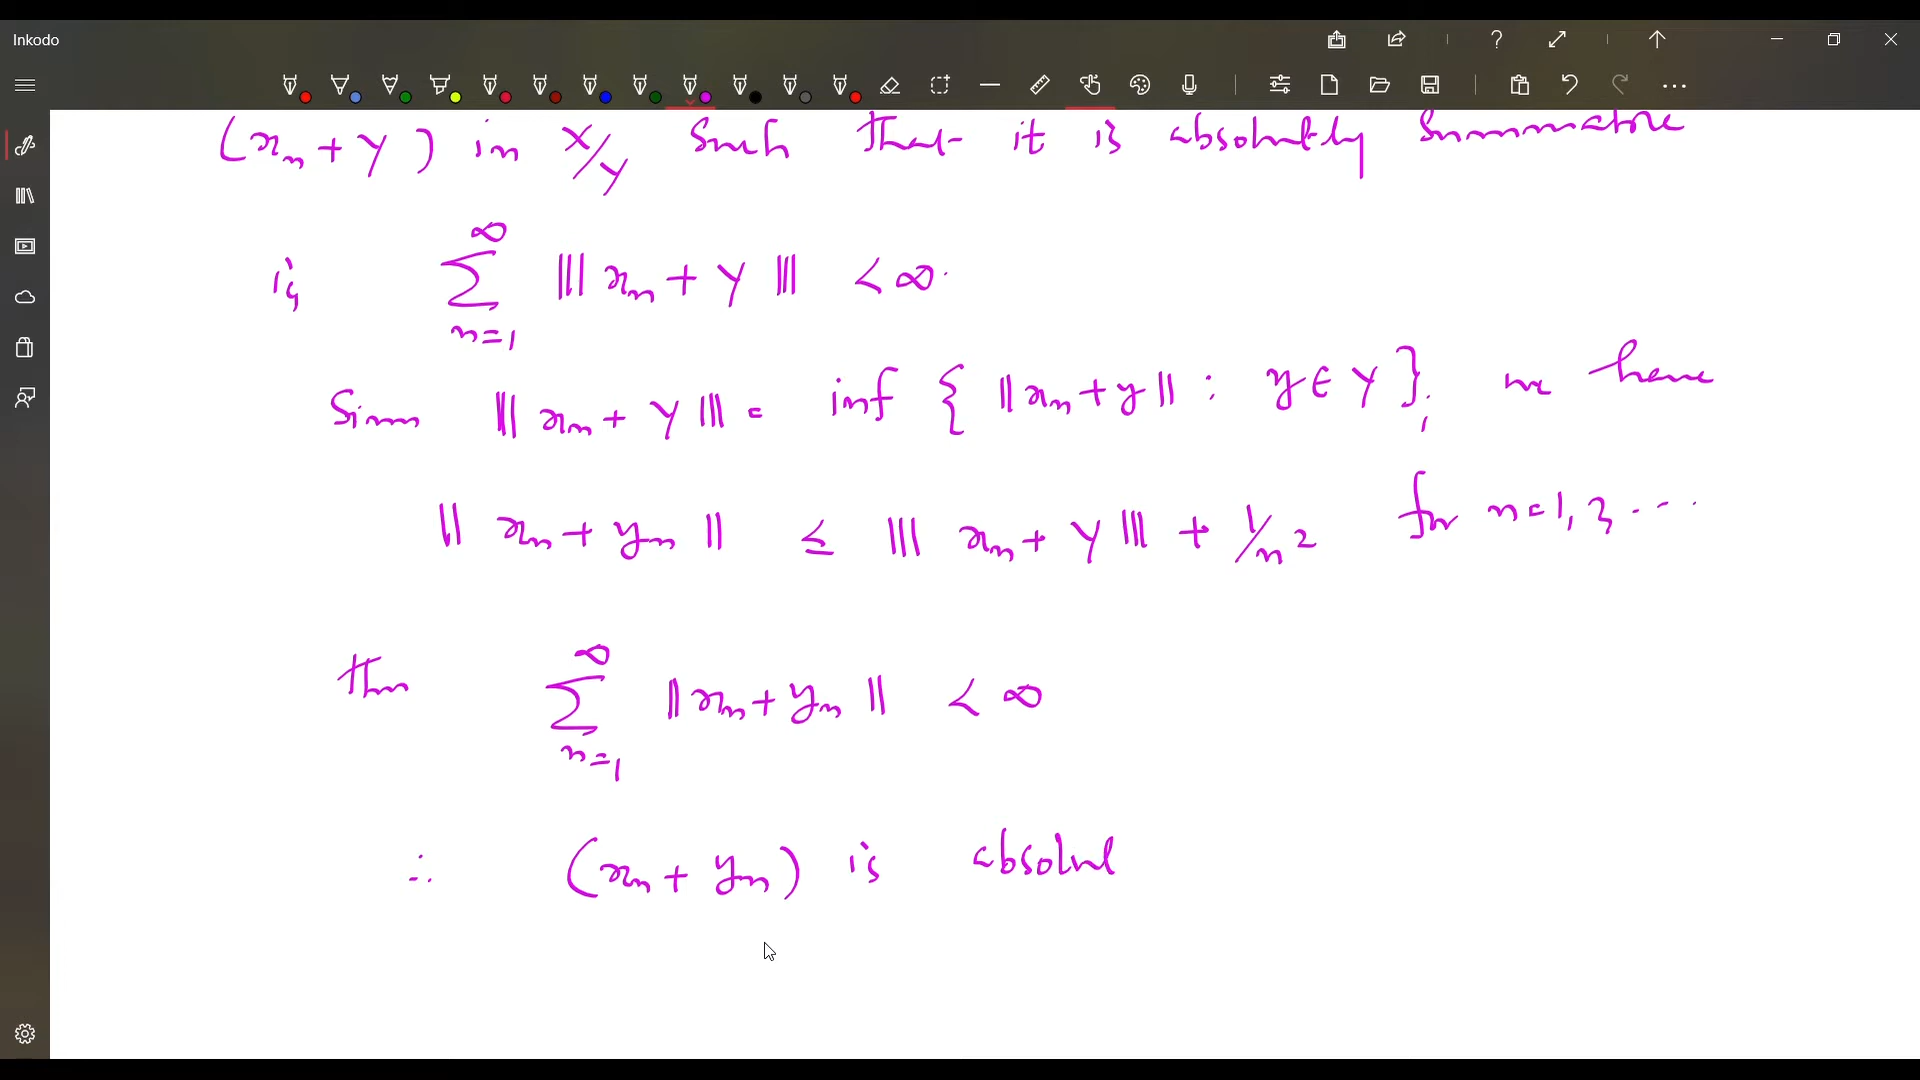 Inkodo
(xₙ + Y) in X/Y such that it is absolutely summable
ie, ∑_{n=1}^{∞} ||| xₙ + Y ||| < ∞.
Since ||| xₙ + Y ||| = inf { || xₙ + y || : y ∈ Y }, we have
|| xₙ + yₙ || ≤ ||| xₙ + Y ||| + 1/n² for n = 1, 2, ...
then ∑_{n=1}^{∞} || xₙ + yₙ || < ∞
∴ (xₙ + yₙ) is absolut